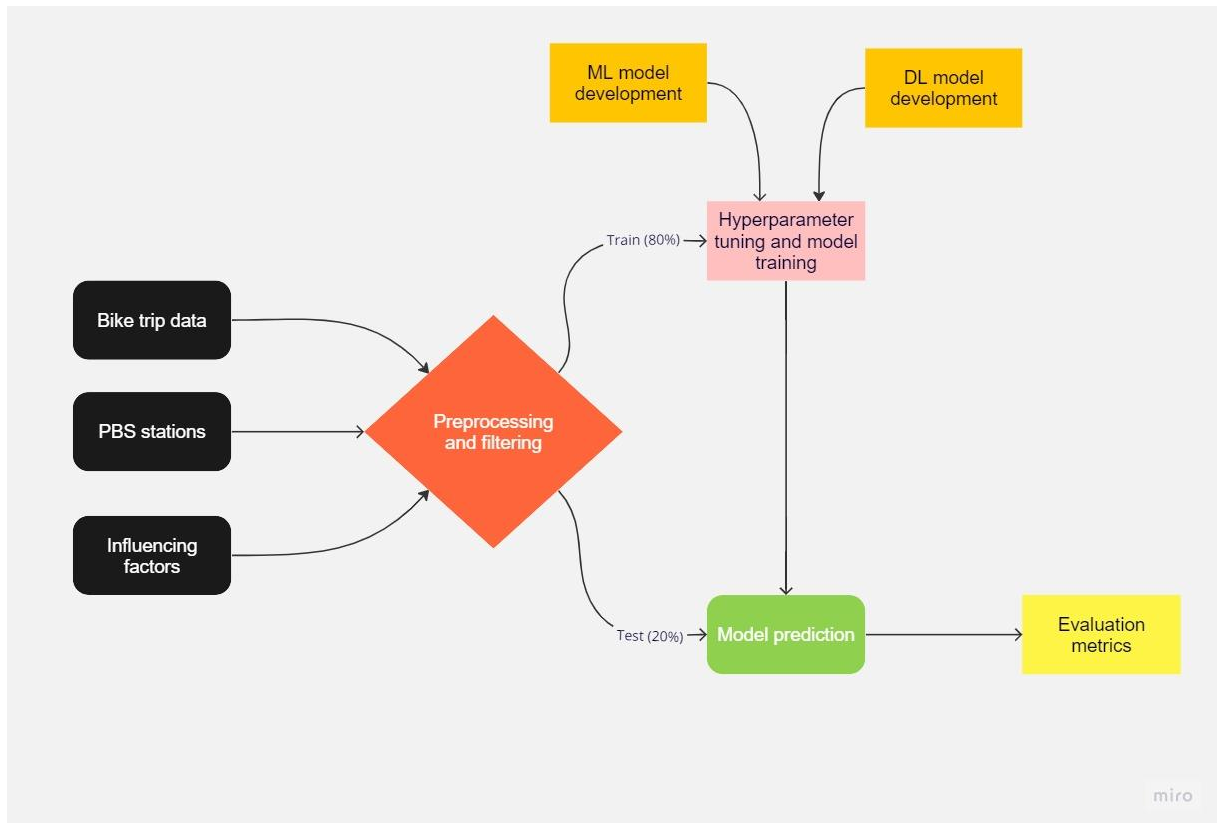 ML model
development
DL model
development
Hyperparameter
tuning and model
training
Train (80%)
Bike trip data
PBS stations
Influencing
factors
Preprocessing
and filtering
Test (20%)
Model prediction
Evaluation
metrics
miro